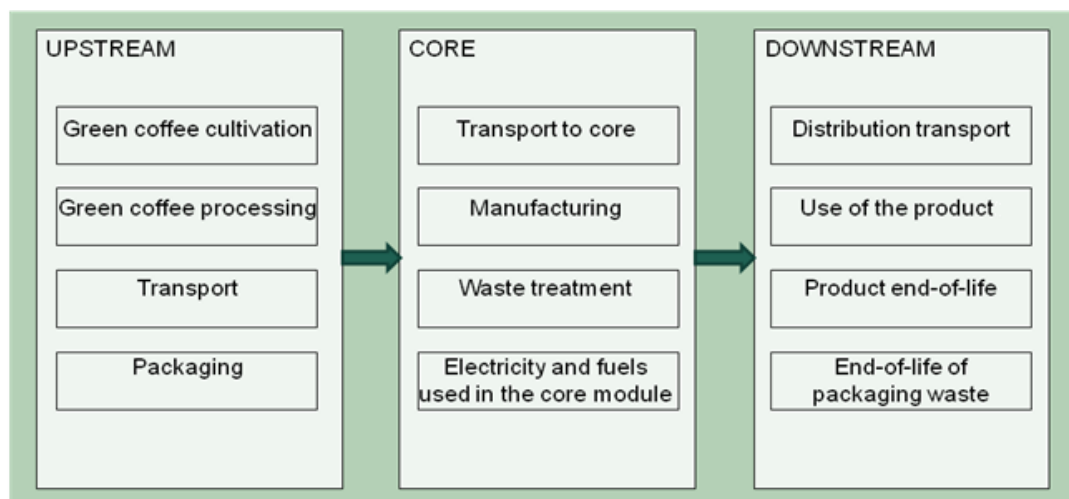 UPSTREAM
Green coffee cultivation
Green coffee processing
Transport
Packaging
CORE
Transport to core
Manufacturing
Waste treatment
Electricity and fuels
used in the core module
DOWNSTREAM
Distribution transport
Use of the product
Product end-of-life
End-of-life of
packaging waste